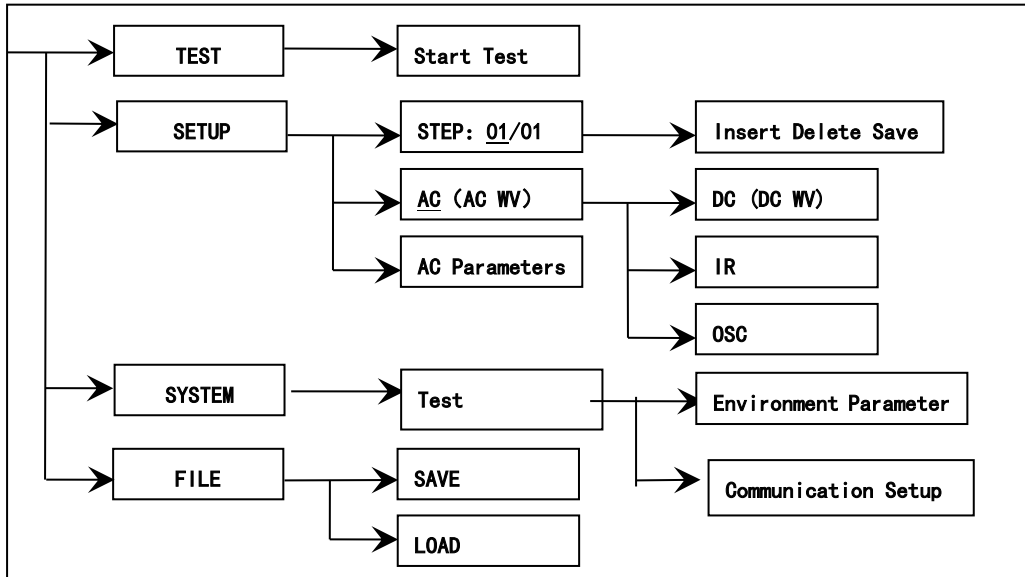 TEST
Start Test
SETUP
STEP: 01/01
Insert Delete Save
AC (AC WV)
DC (DC WV)
AC Parameters
IR
OSC
SYSTEM
Test
Environment Parameter
FILE
SAVE
Communication Setup
LOAD